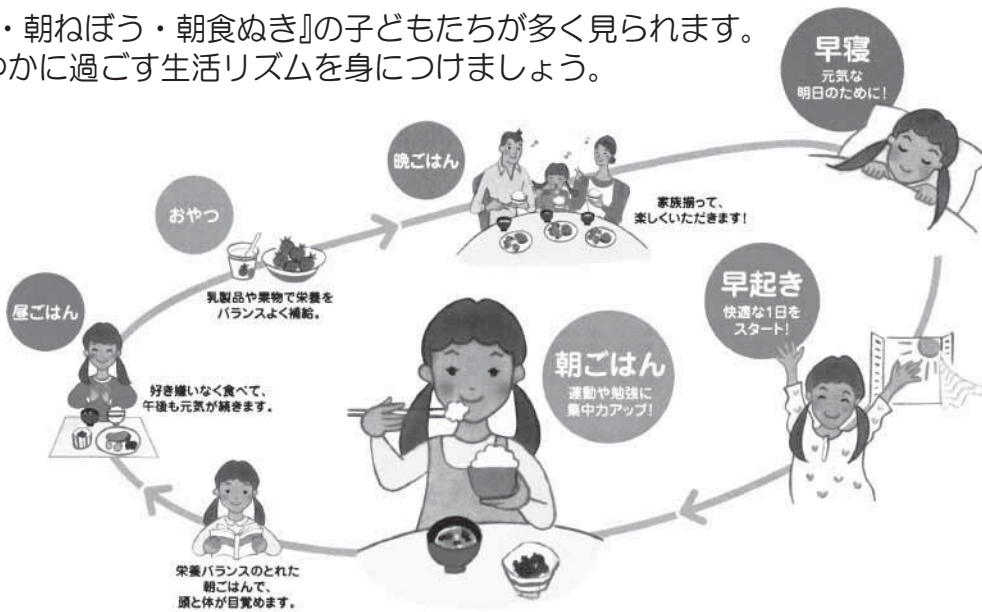 ・朝ねぼう・朝食ぬき』の子どもたちが多く見られます。
やかに過ごす生活リズムを身につけましょう。
早寝
元気な
明日のために!
晩ごはん
家族揃って、
楽しくいただきます!
おやつ
乳製品や果物で栄養を
バランスよく補給。
早起き
快適な1日を
スタート!
昼ごはん
好き嫌いなく食べて、
午後も元気が続きます。
朝ごはん
運動や勉強に
集中力アップ!
栄養バランスのとれた
朝ごはんで、
頭と体が目覚めます。